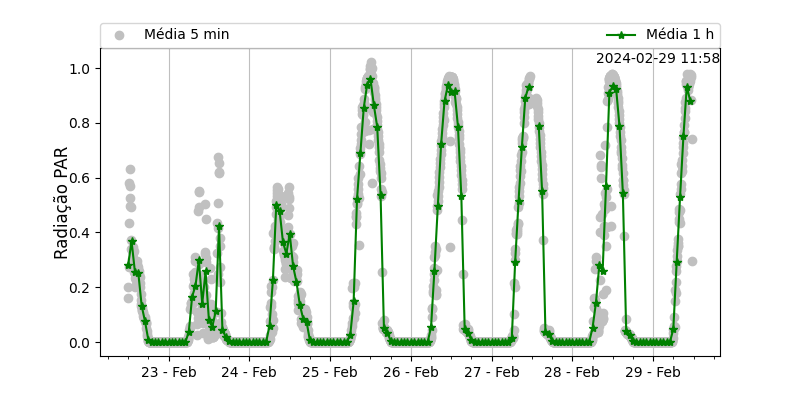 Média 5 min
Média 1 h
2024-02-29 11:58
Radiação PAR
1.0
0.8
0.6
0.4
0.2
0.0
23 - Feb
24 - Feb
25 - Feb
26 - Feb
27 - Feb
28 - Feb
29 - Feb